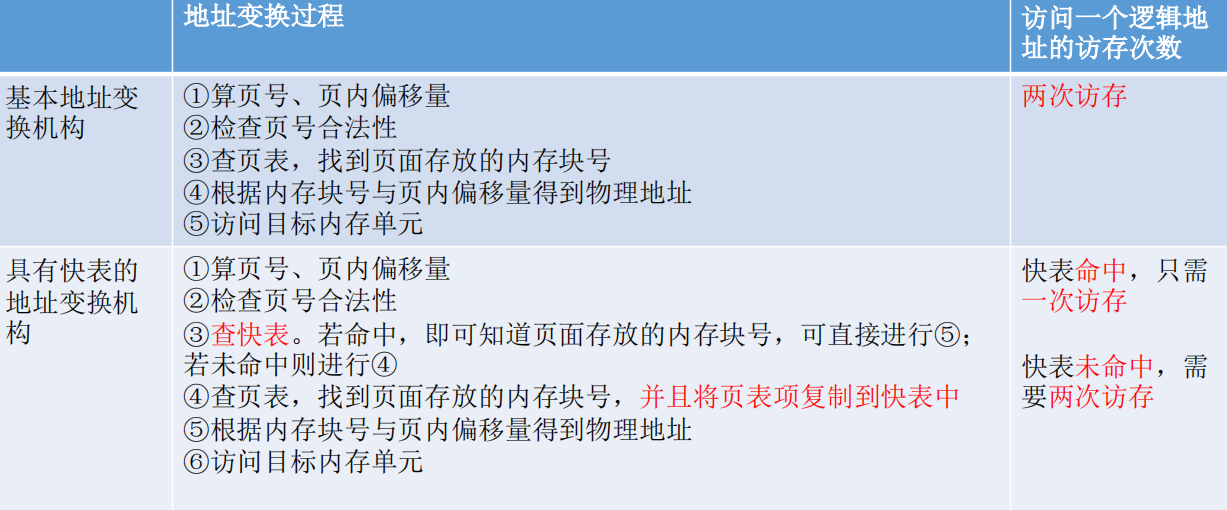 地址变换过程
访问一个逻辑地
址的访存次数
基本地址变
换机构
①算页号、页内偏移量
②检查页号合法性
③查页表，找到页面存放的内存块号
④根据内存块号与页内偏移量得到物理地址
⑤访问目标内存单元
两次访存
具有快表的
地址变换机
构
①算页号、页内偏移量
②检查页号合法性
③查快表。若命中，即可知道页面存放的内存块号，可直接进行⑤；
若未命中则进行④
④查页表，找到页面存放的内存块号，并且将页表项复制到快表中
⑤根据内存块号与页内偏移量得到物理地址
⑥访问目标内存单元
快表命中，只需
一次访存
快表未命中，需
要两次访存